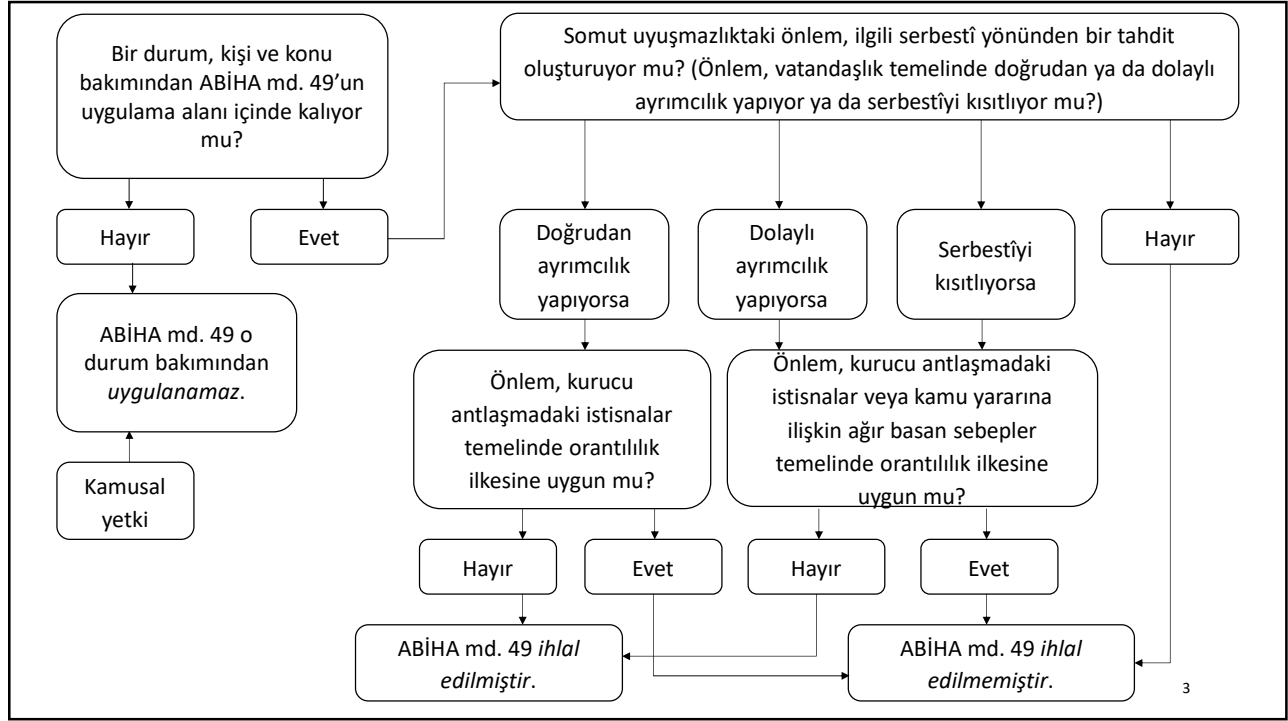 Bir durum, kişi ve konu
bakımından ABİHA md. 49’un
uygulama alanı içinde kalıyor
mu?
Somut uyuşmazlıktaki önlem, ilgili serbestî yönünden bir tahdit
oluşturuyor mu? (Önlem, vatandaşlık temelinde doğrudan ya da dolaylı
ayrımcılık yapıyor ya da serbestîyi kısıtlıyor mu?)
Hayır
Evet
Doğrudan
ayrımcılık
yapıyorsa
Dolaylı
ayrımcılık
yapıyorsa
Serbestîyi
kısıtlıyorsa
Hayır
ABİHA md. 49 o
durum bakımından
uygulanamaz.
Kamusal
yetki
Önlem, kurucu
antlaşmadaki istisnalar
temelinde orantılılık
ilkesine uygun mu?
Önlem, kurucu antlaşmadaki
istisnalar veya kamu yararına
ilişkin ağır basan sebepler
temelinde orantılılık ilkesine
uygun mu?
Hayır
Evet
Hayır
Evet
ABİHA md. 49 ihlal
edilmiştir.
ABİHA md. 49 ihlal
edilmemiştir.
3